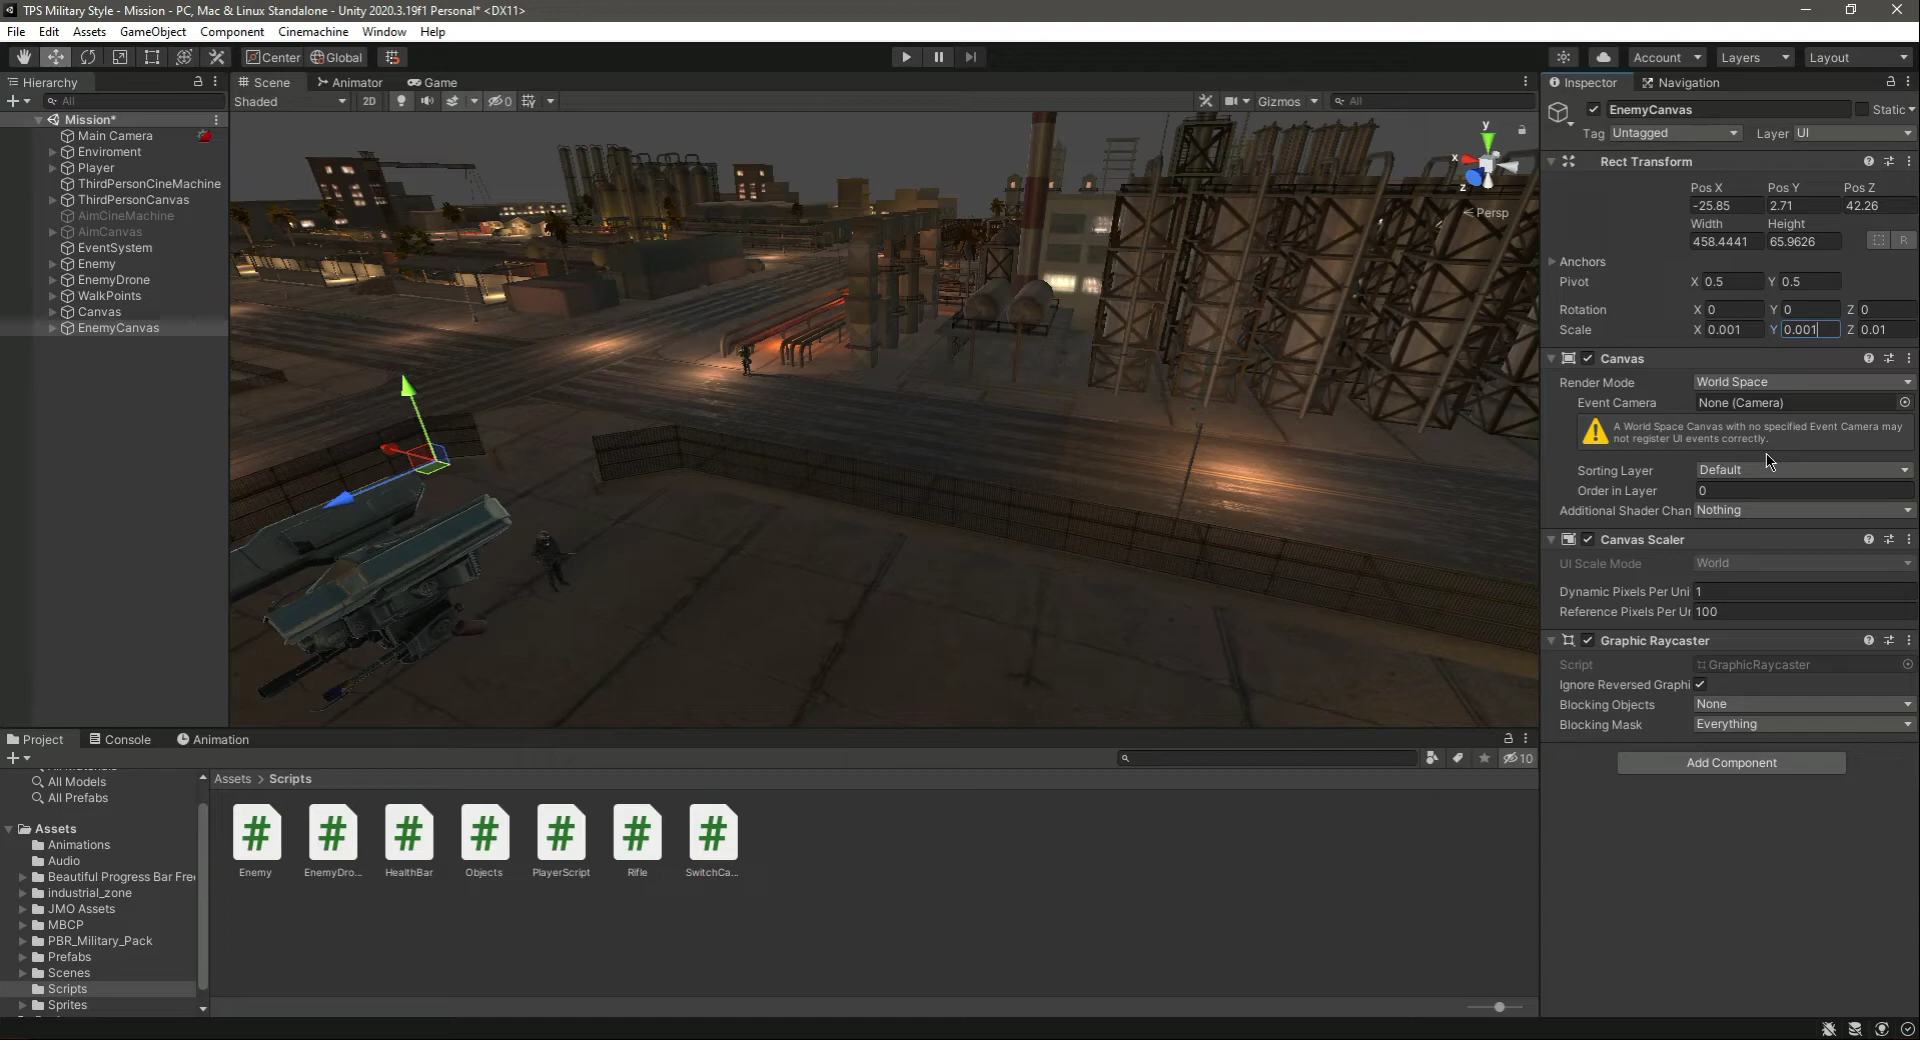 TPS Military Style - Mission - PC, Mac & Linux Standalone - Unity 2020.3.19f1 Personal* <DX11>
File Edit Assets GameObject Component Cinemachine Window Help
Center Global Account Layers Layout
Hierarchy
All
Mission*
Main Camera
Enviroment
Player
ThirdPersonCineMachine
ThirdPersonCanvas
AimCineMachine
AimCanvas
EventSystem
Enemy
EnemyDrone
WalkPoints
Canvas
EnemyCanvas
Scene Animator Game
Shaded 2D 0 Gizmos All
y
x
z
Persp
Inspector Navigation
EnemyCanvas Static
Tag Untagged Layer UI
Rect Transform
Pos X Pos Y Pos Z
-25.85 2.71 42.26
Width Height
458.4441 65.9626 R
Anchors
Pivot X 0.5 Y 0.5
Rotation X 0 Y 0 Z 0
Scale X 0.001 Y 0.001 Z 0.01
Canvas
Render Mode World Space
Event Camera None (Camera)
A World Space Canvas with no specified Event Camera may
not register UI events correctly.
Sorting Layer Default
Order in Layer 0
Additional Shader Chan Nothing
Canvas Scaler
UI Scale Mode World
Dynamic Pixels Per Uni 1
Reference Pixels Per Ur 100
Graphic Raycaster
Script GraphicRaycaster
Ignore Reversed Graphi
Blocking Objects None
Blocking Mask Everything
Add Component
Project Console Animation
10
All Models
All Prefabs
Assets
Animations
Audio
Beautiful Progress Bar Free
industrial_zone
JMO Assets
MBCP
PBR_Military_Pack
Prefabs
Scenes
Scripts
Sprites
Assets > Scripts
Enemy EnemyDro... HealthBar Objects PlayerScript Rifle SwitchCa...